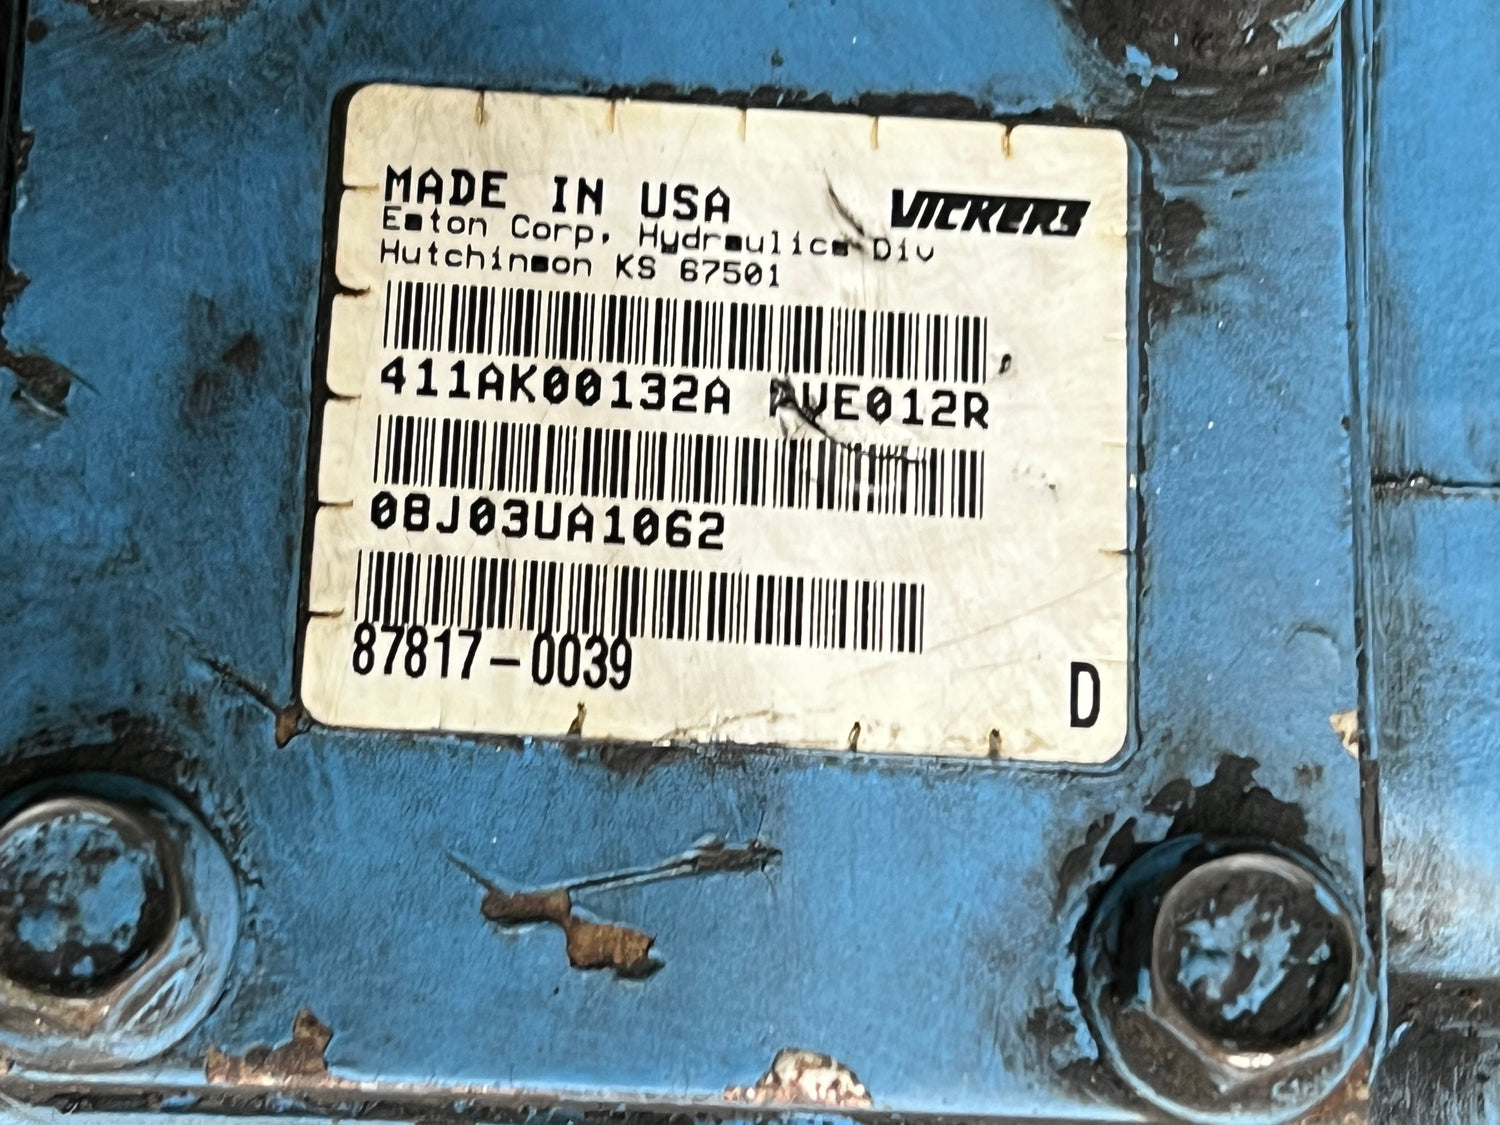 MADE IN USA
VICKERS
Eaton Corp, Hydraulics Div
Hutchinson KS 67501
411AK00132A PVE012R
08J03UA1062
87817-0039
D